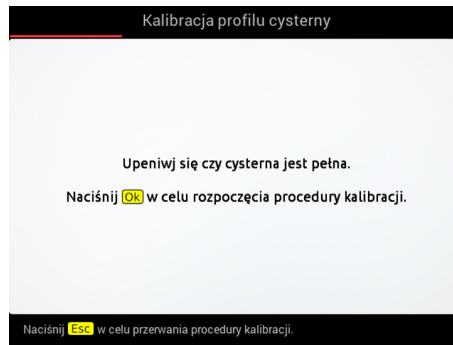 Kalibracja profilu cysterny
Upeniwj się czy cysterna jest pełna.
Naciśnij Ok w celu rozpoczęcia procedury kalibracji.
Naciśnij Esc w celu przerwania procedury kalibracji.